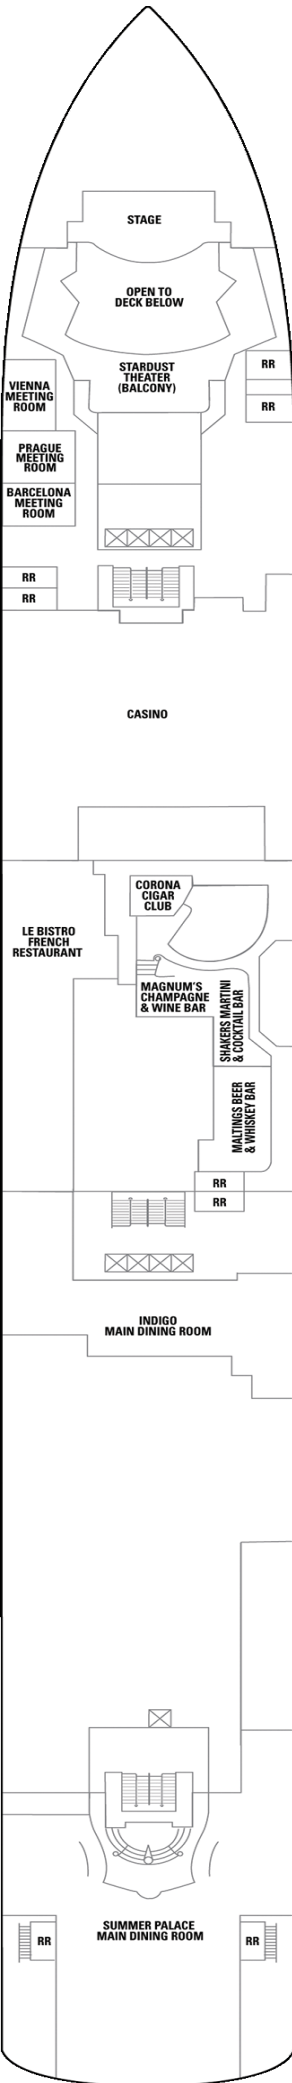 STAGE
OPEN TO
DECK BELOW
STARDUST
THEATER
(BALCONY)
RR
RR
VIENNA
MEETING
ROOM
PRAGUE
MEETING
ROOM
BARCELONA
MEETING
ROOM
RR
RR
CASINO
CORONA
CIGAR
CLUB
LE BISTRO
FRENCH
RESTAURANT
MAGNUM'S
CHAMPAGNE
& WINE BAR
SHAKERS MARTINI
& COCKTAIL BAR
MALTINGS BEER
& WHISKEY BAR
RR
RR
INDIGO
MAIN DINING ROOM
SUMMER PALACE
MAIN DINING ROOM
RR
RR